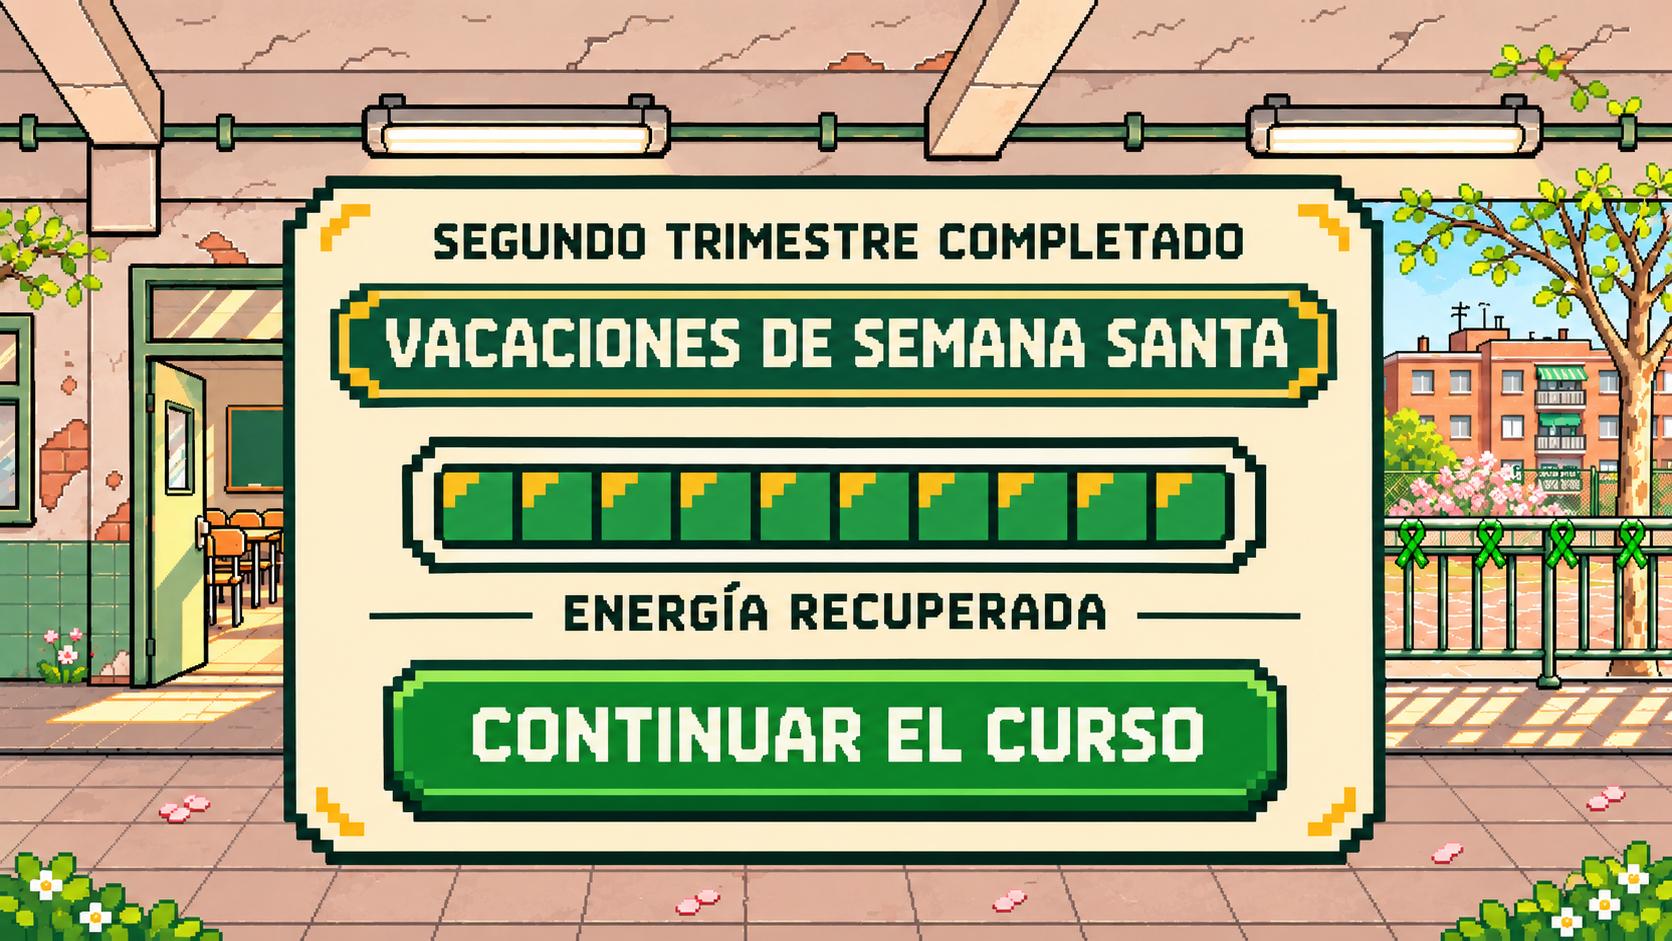 SEGUNDO TRIMESTRE COMPLETADO
VACACIONES DE SEMANA SANTA
ENERGÍA RECUPERADA
CONTINUAR EL CURSO